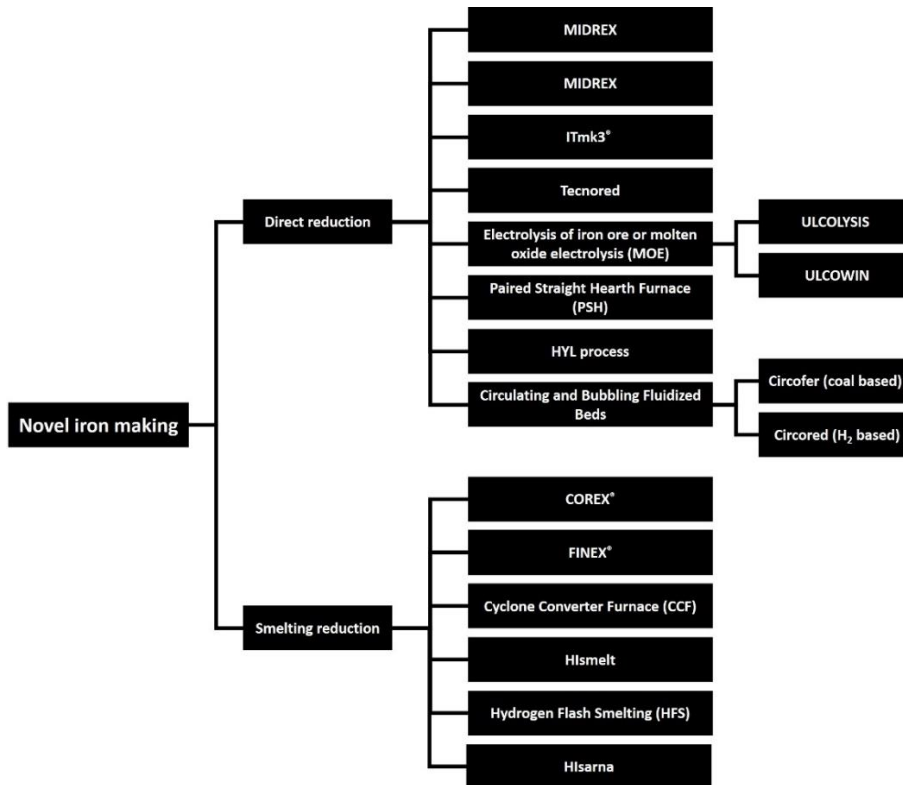 Novel iron making
Direct reduction
MIDREX
MIDREX
ITmk3®
Tecnored
Electrolysis of iron ore or molten
oxide electrolysis (MOE)
ULCOLYSIS
ULCOWIN
Paired Straight Hearth Furnace
(PSH)
HYL process
Circulating and Bubbling Fluidized
Beds
Circofer (coal based)
Circored (H₂ based)
Smelting reduction
COREX®
FINEX®
Cyclone Converter Furnace (CCF)
HIsmelt
Hydrogen Flash Smelting (HFS)
HIsarna